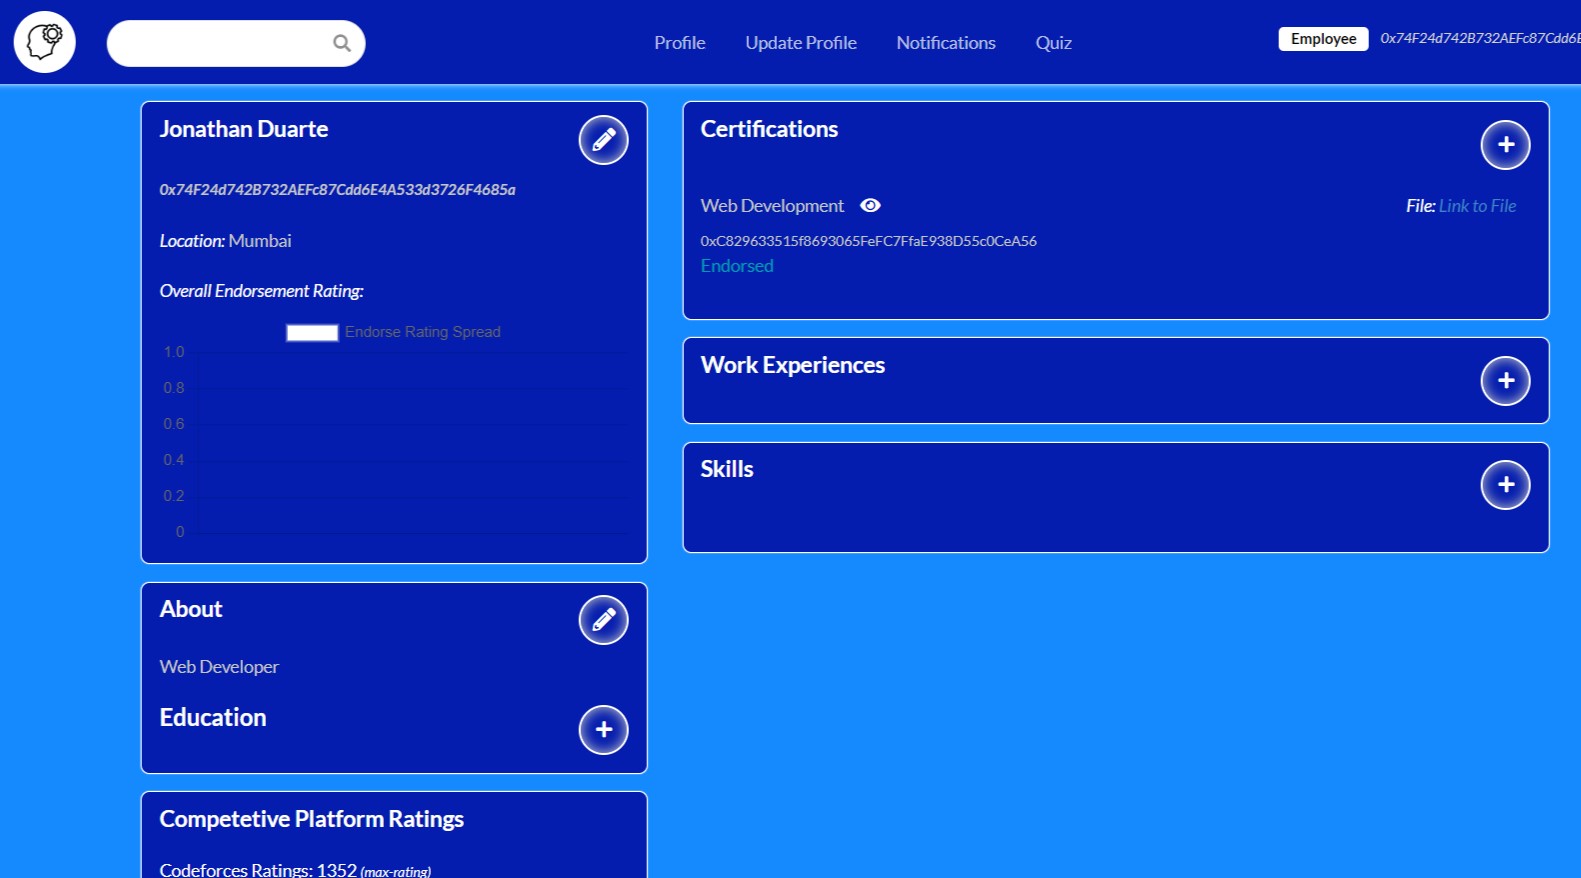 Profile Update Profile Notifications Quiz Employee 0x74F24d742B732AEFc87Cdd6E
Jonathan Duarte
0x74F24d742B732AEFc87Cdd6E4A533d3726F4685a
Location: Mumbai
Overall Endorsement Rating:
Endorse Rating Spread
1.0
0.8
0.6
0.4
0.2
0
About
Web Developer
Education
Competetive Platform Ratings
Codeforces Ratings: 1352 (max-rating)
Certifications
Web Development File: Link to File
0xC829633515f8693065FeFC7FfaE938D55c0CeA56
Endorsed
Work Experiences
Skills